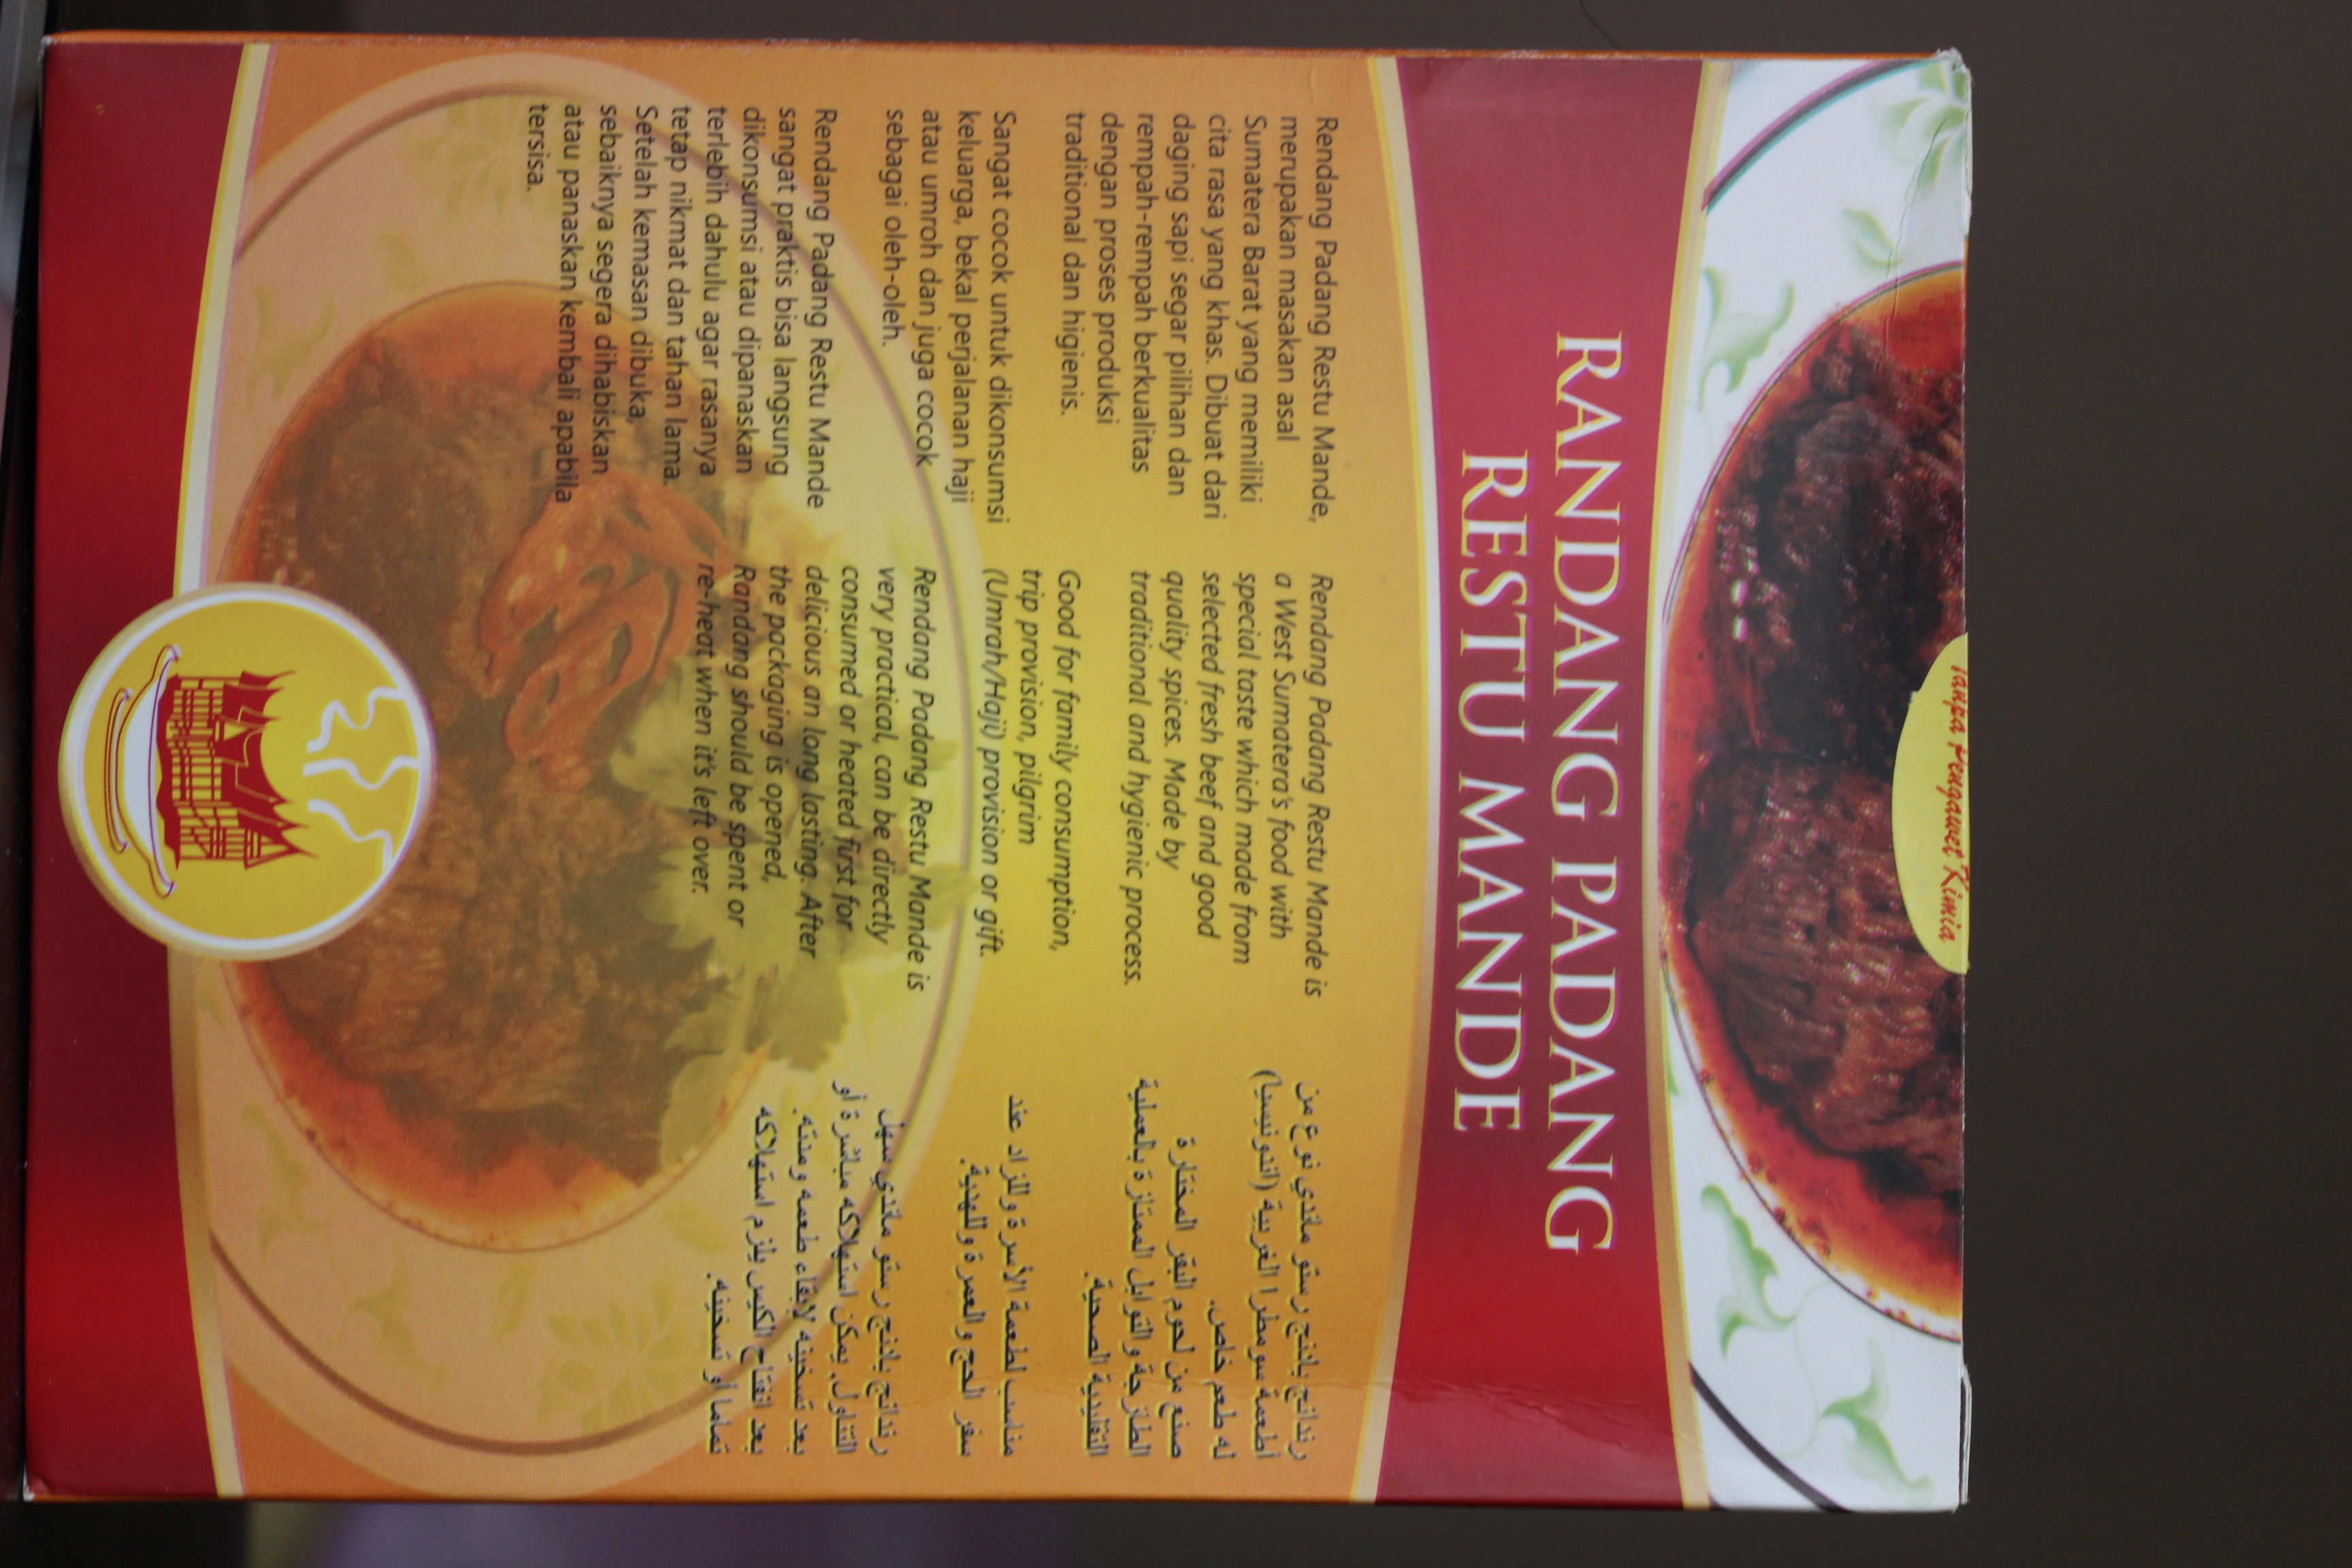 Tanpa Pengawet Kimia
RANDANG PADANG
RESTU MANDE
Rendang Padang Restu Mande,
merupakan masakan asal
Sumatera Barat yang memiliki
cita rasa yang khas. Dibuat dari
daging sapi segar pilihan dan
rempah-rempah berkualitas
dengan proses produksi
traditional dan higienis.
Sangat cocok untuk dikonsumsi
keluarga, bekal perjalanan haji
atau umroh dan juga cocok
sebagai oleh-oleh.
Rendang Padang Restu Mande
sangat praktis bisa langsung
dikonsumsi atau dipanaskan
terlebih dahulu agar rasanya
tetap nikmat dan tahan lama.
Setelah kemasan dibuka,
sebaiknya segera dihabiskan
atau panaskan kembali apabila
tersisa.
Rendang Padang Restu Mande is
a West Sumatera's food with
special taste which made from
selected fresh beef and good
quality spices. Made by
traditional and hygienic process.
Good for family consumption,
trip provision, pilgrim
(Umrah/Haji) provision or gift.
Rendang Padang Restu Mande is
very practical, can be directly
consumed or heated first for
delicious an long lasting. After
the packaging is opened,
Randang should be spent or
re-heat when it's left over.
رندانج بادنج رستو ماندي نوع من
أطعمة سومطرا الغربية (اندونيسيا)
له طعم خاص.
صنع من لحوم البقر المختارة
الطازجة والتوابل الممتازة بالعملية
التقليدية الصحية.
مناسب لطعمة الأسرة وللزاد عند
سفر الحج والعمرة وللهدية.
رندانج بادنج رستو ماندي سهل
التناول. يمكن استهلاكه مباشرة أو
بعد تسخينه لإبقاء طعمه ومدته.
بعد انفتاح الكيس يلزم استهلاكه
تماما أو تسخينه.